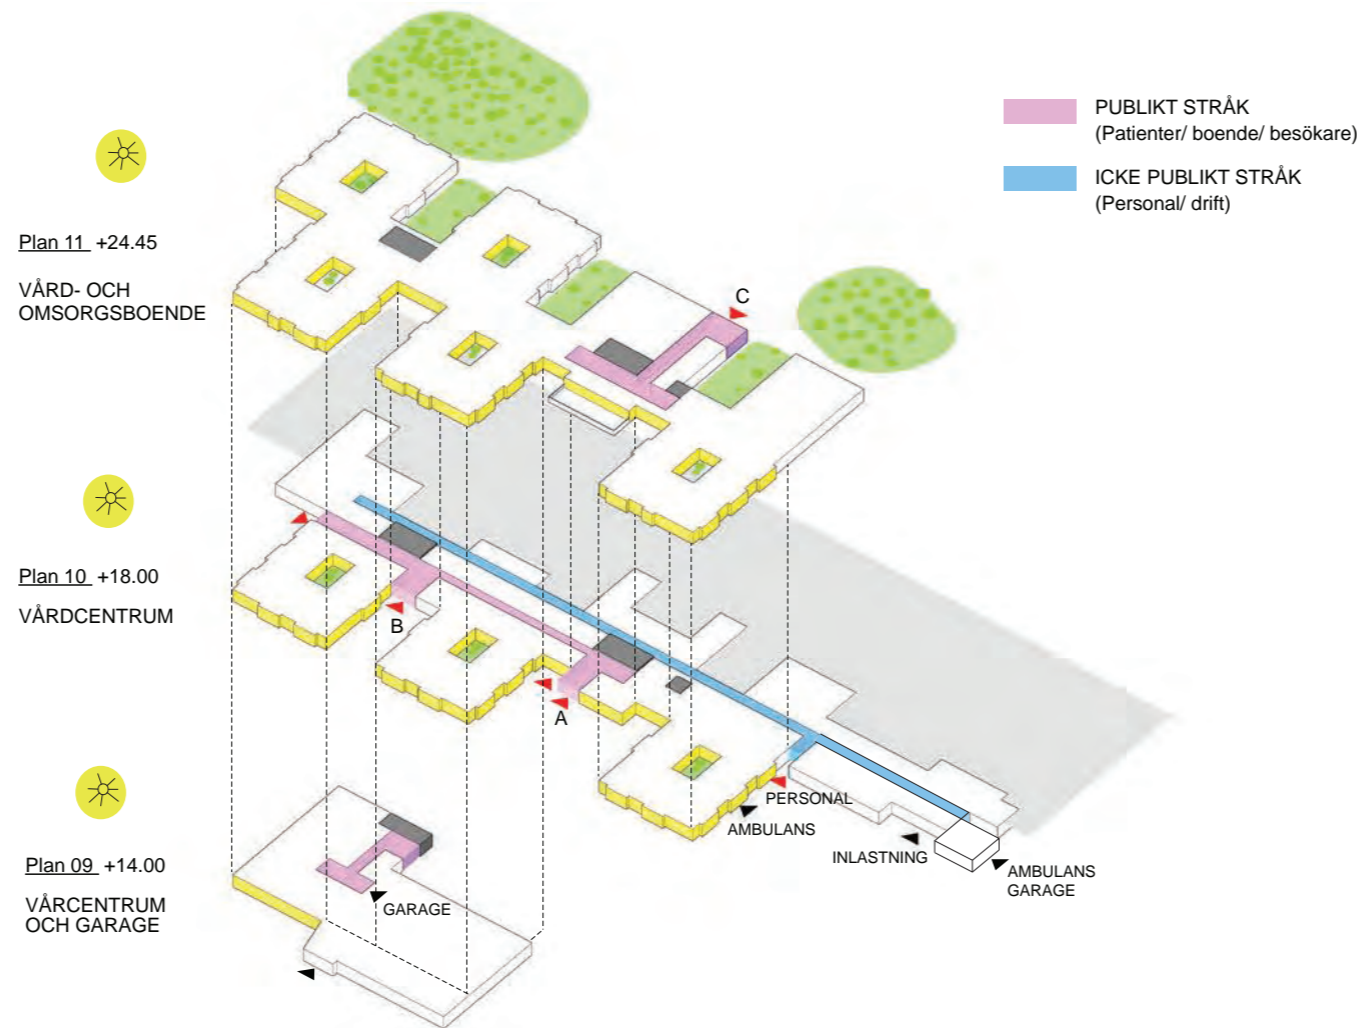 PUBLIKT STRÅK
(Patienter/ boende/ besökare)
ICKE PUBLIKT STRÅK
(Personal/ drift)
Plan 11 +24.45
VÅRD- OCH
OMSORGSBOENDE
C
Plan 10 +18.00
VÅRDCENTRUM
B
A
PERSONAL
AMBULANS
INLASTNING
AMBULANS
GARAGE
Plan 09 +14.00
VÅRCENTRUM
OCH GARAGE
GARAGE